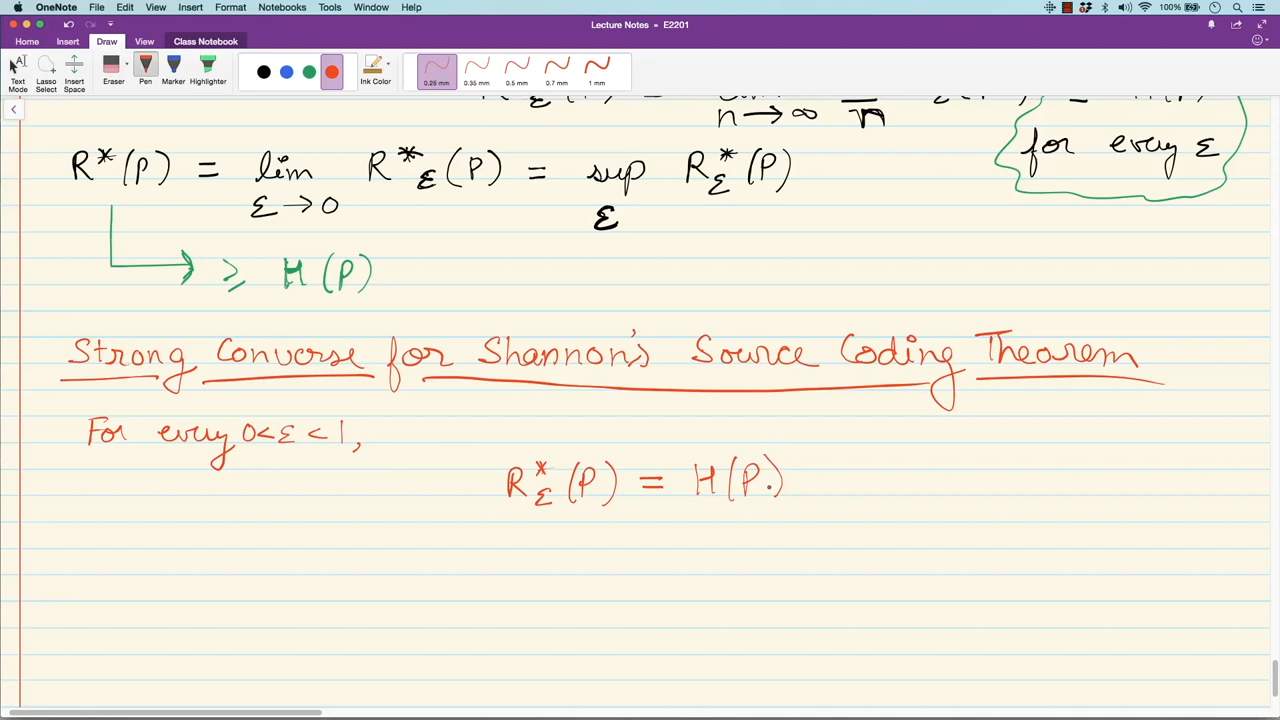 OneNote File Edit View Insert Format Notebooks Tools Window Help 100%
Lecture Notes – E2201
Home Insert Draw View Class Notebook
Text Mode Lasso Select Insert Space Eraser Pen Marker Highlighter Ink Color 0.25 mm 0.35 mm 0.5 mm 0.7 mm 1 mm
n → ∞ n
for every ε
R*(P) = lim R*ε(P) = sup R*ε(P)
ε → 0 ε
≥ H(P)
Strong Converse for Shannon's Source Coding Theorem
For every 0<ε<1,
R*ε(P) = H(P)